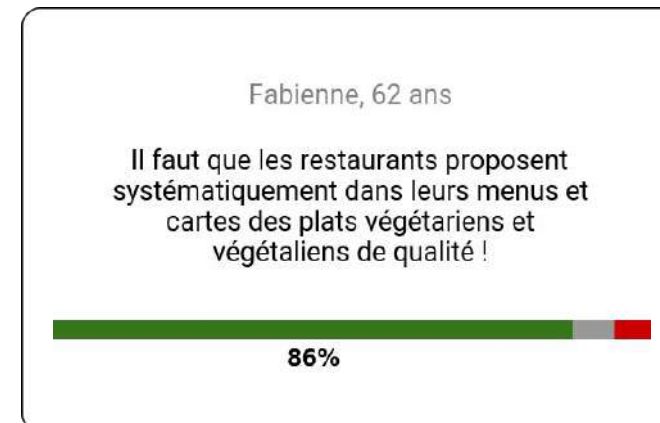 Fabienne, 62 ans
Il faut que les restaurants proposent
systématiquement dans leurs menus et
cartes des plats végétariens et
végétaliens de qualité !
86%